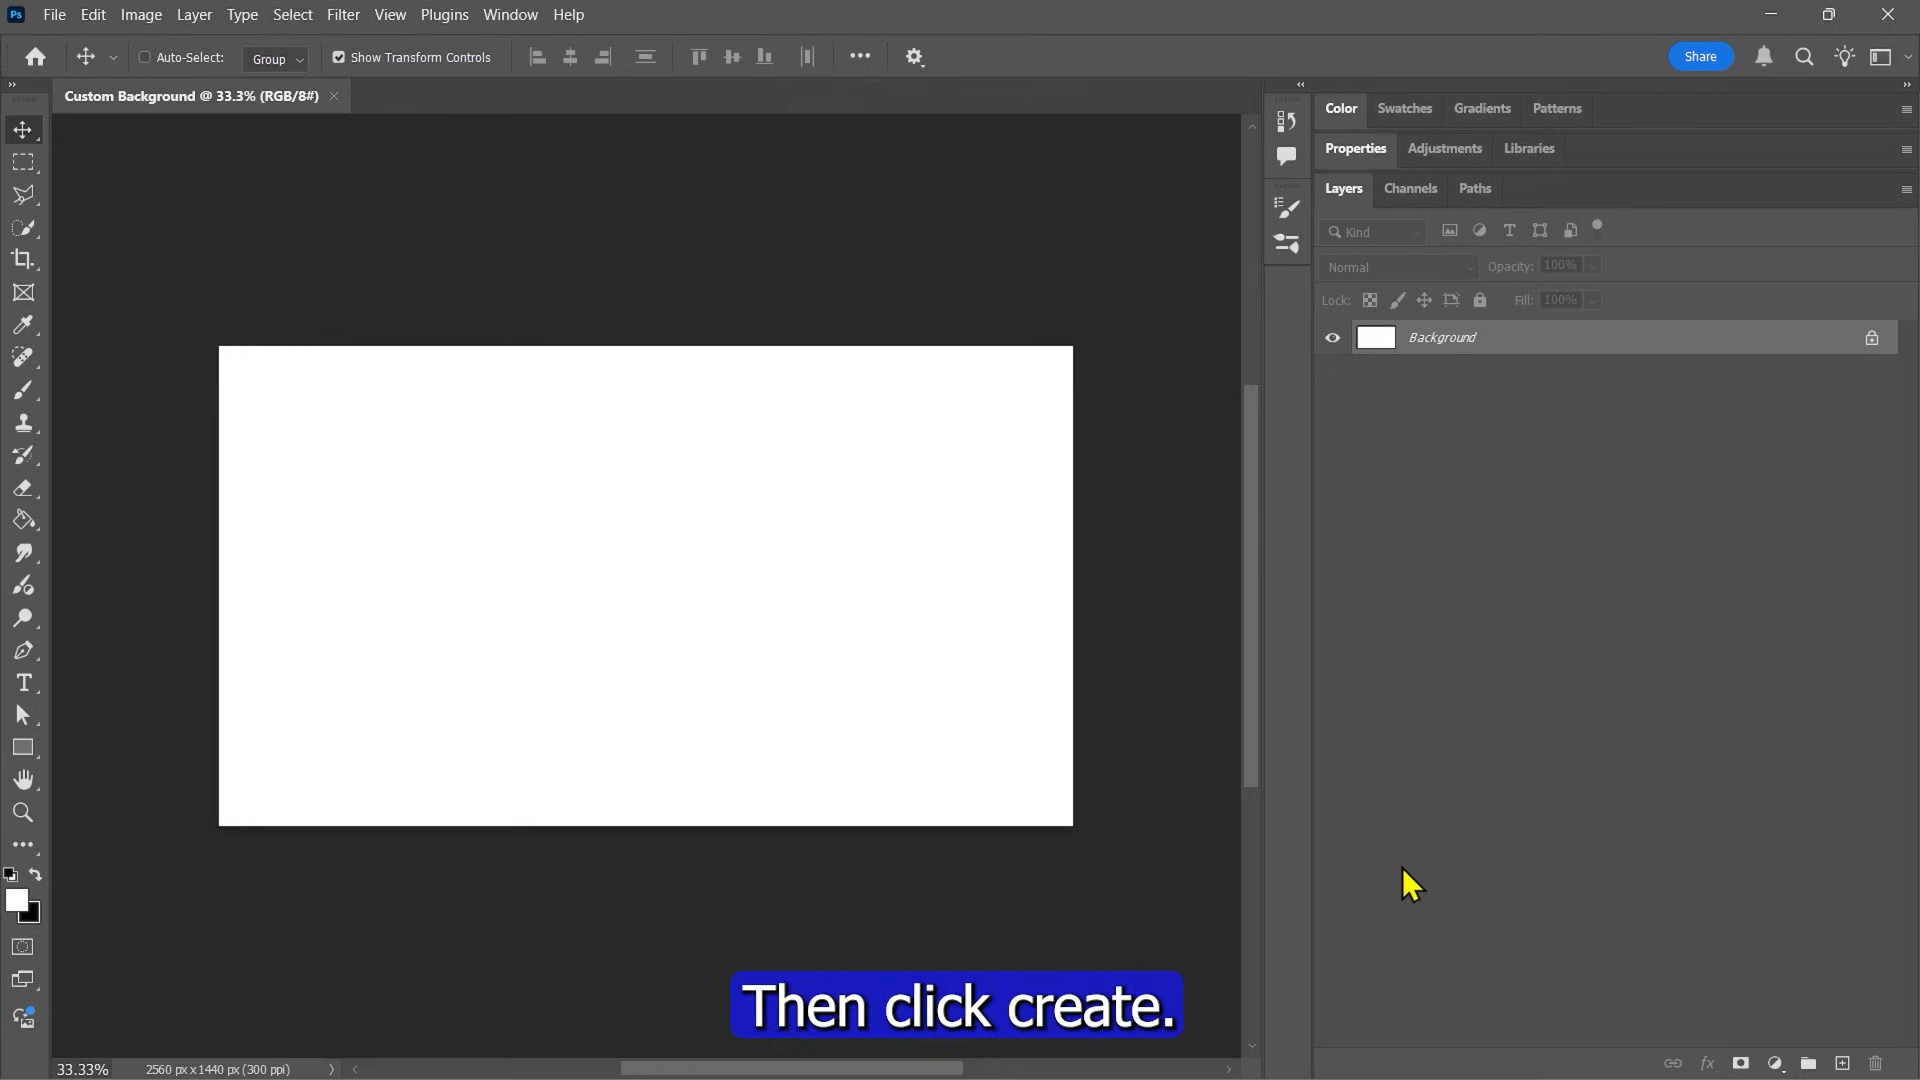 Ps File Edit Image Layer Type Select Filter View Plugins Window Help
Auto-Select: Group Show Transform Controls Share
Custom Background @ 33.3% (RGB/8#)
Color Swatches Gradients Patterns
Properties Adjustments Libraries
Layers Channels Paths
Kind
Normal Opacity: 100%
Lock: Fill: 100%
Background
Then click create.
33.33% 2560 px x 1440 px (300 ppi)